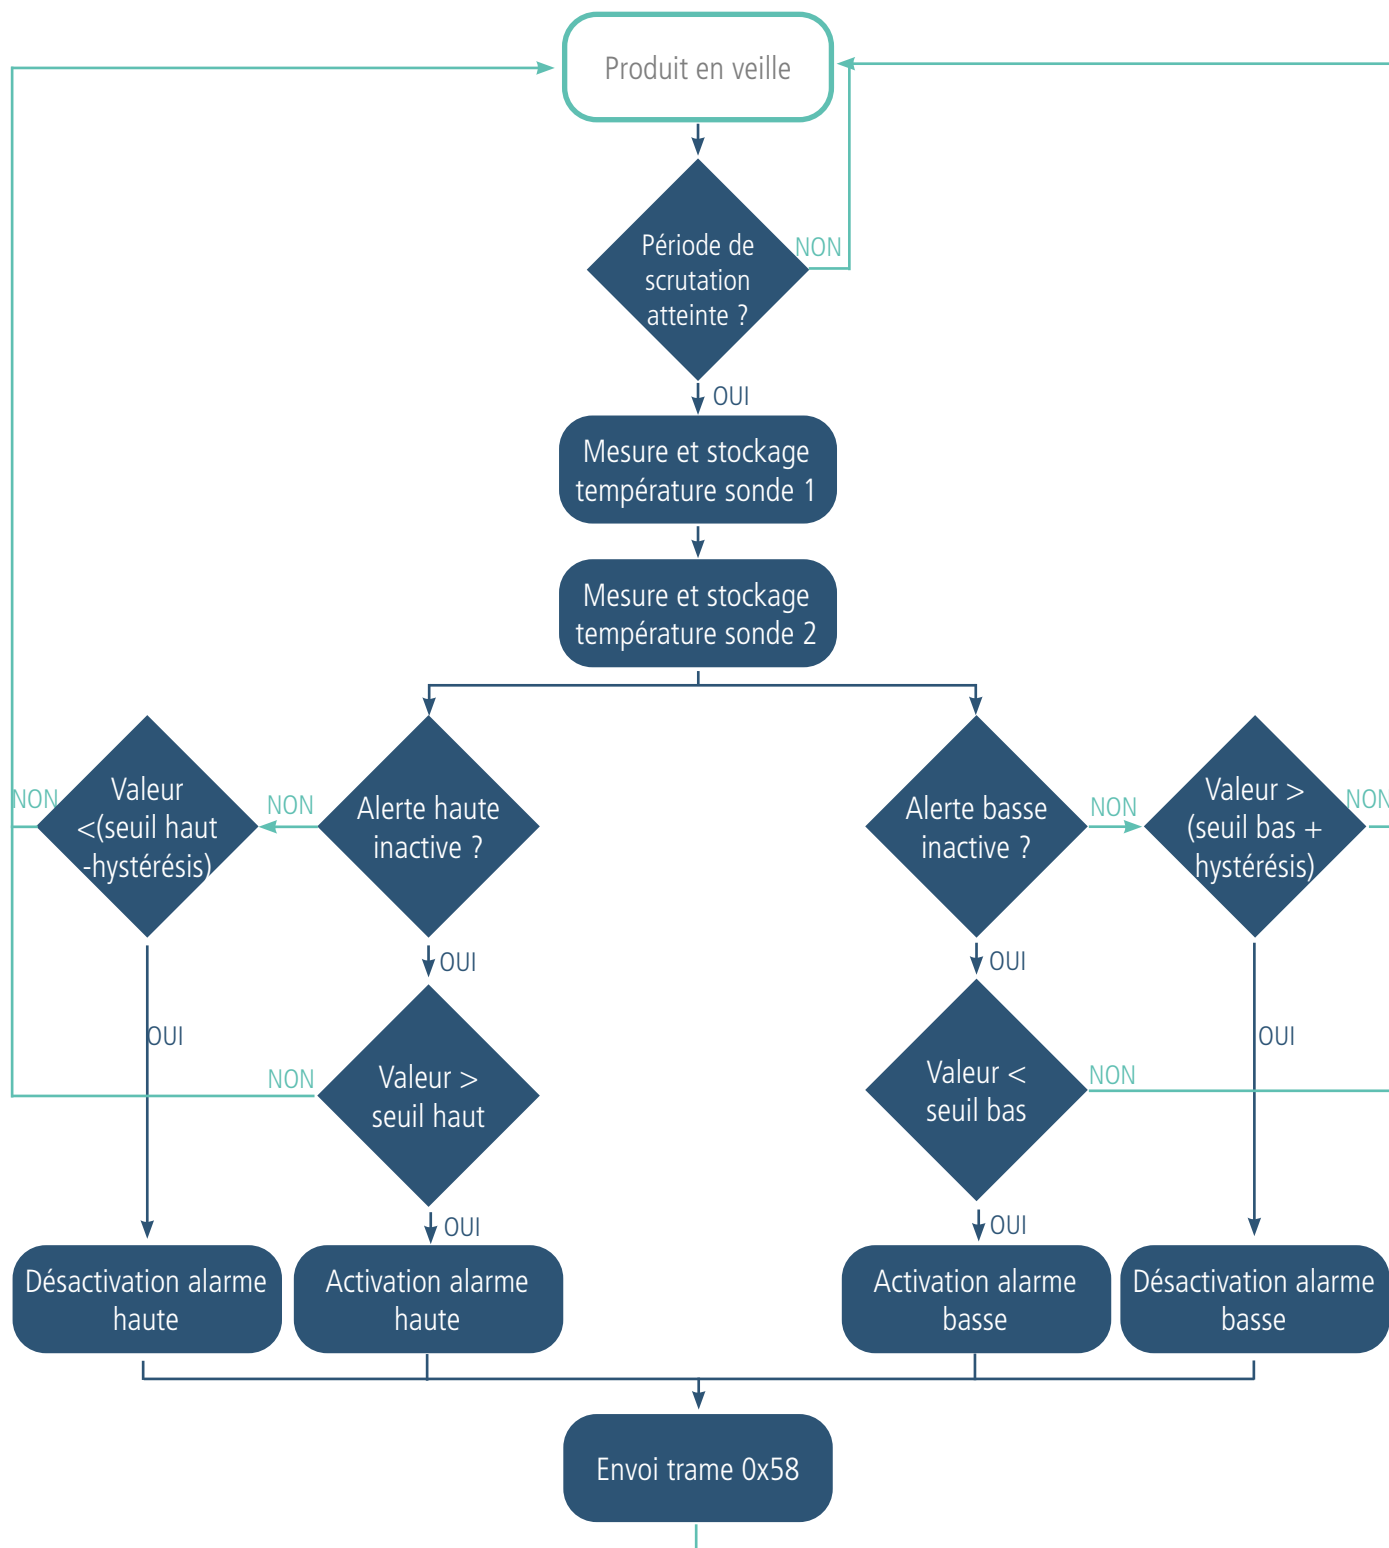 Produit en veille
Période de
scrutation
atteinte ?
NON
OUI
Mesure et stockage
température sonde 1
Mesure et stockage
température sonde 2
NON
Valeur
<(seuil haut
-hystérésis)
NON
Alerte haute
inactive ?
Alerte basse
inactive ?
NON
Valeur >
(seuil bas +
hystérésis)
NON
OUI
OUI
OUI
OUI
NON
Valeur >
seuil haut
Valeur <
seuil bas
NON
OUI
OUI
Désactivation alarme
haute
Activation alarme
haute
Activation alarme
basse
Désactivation alarme
basse
Envoi trame 0x58